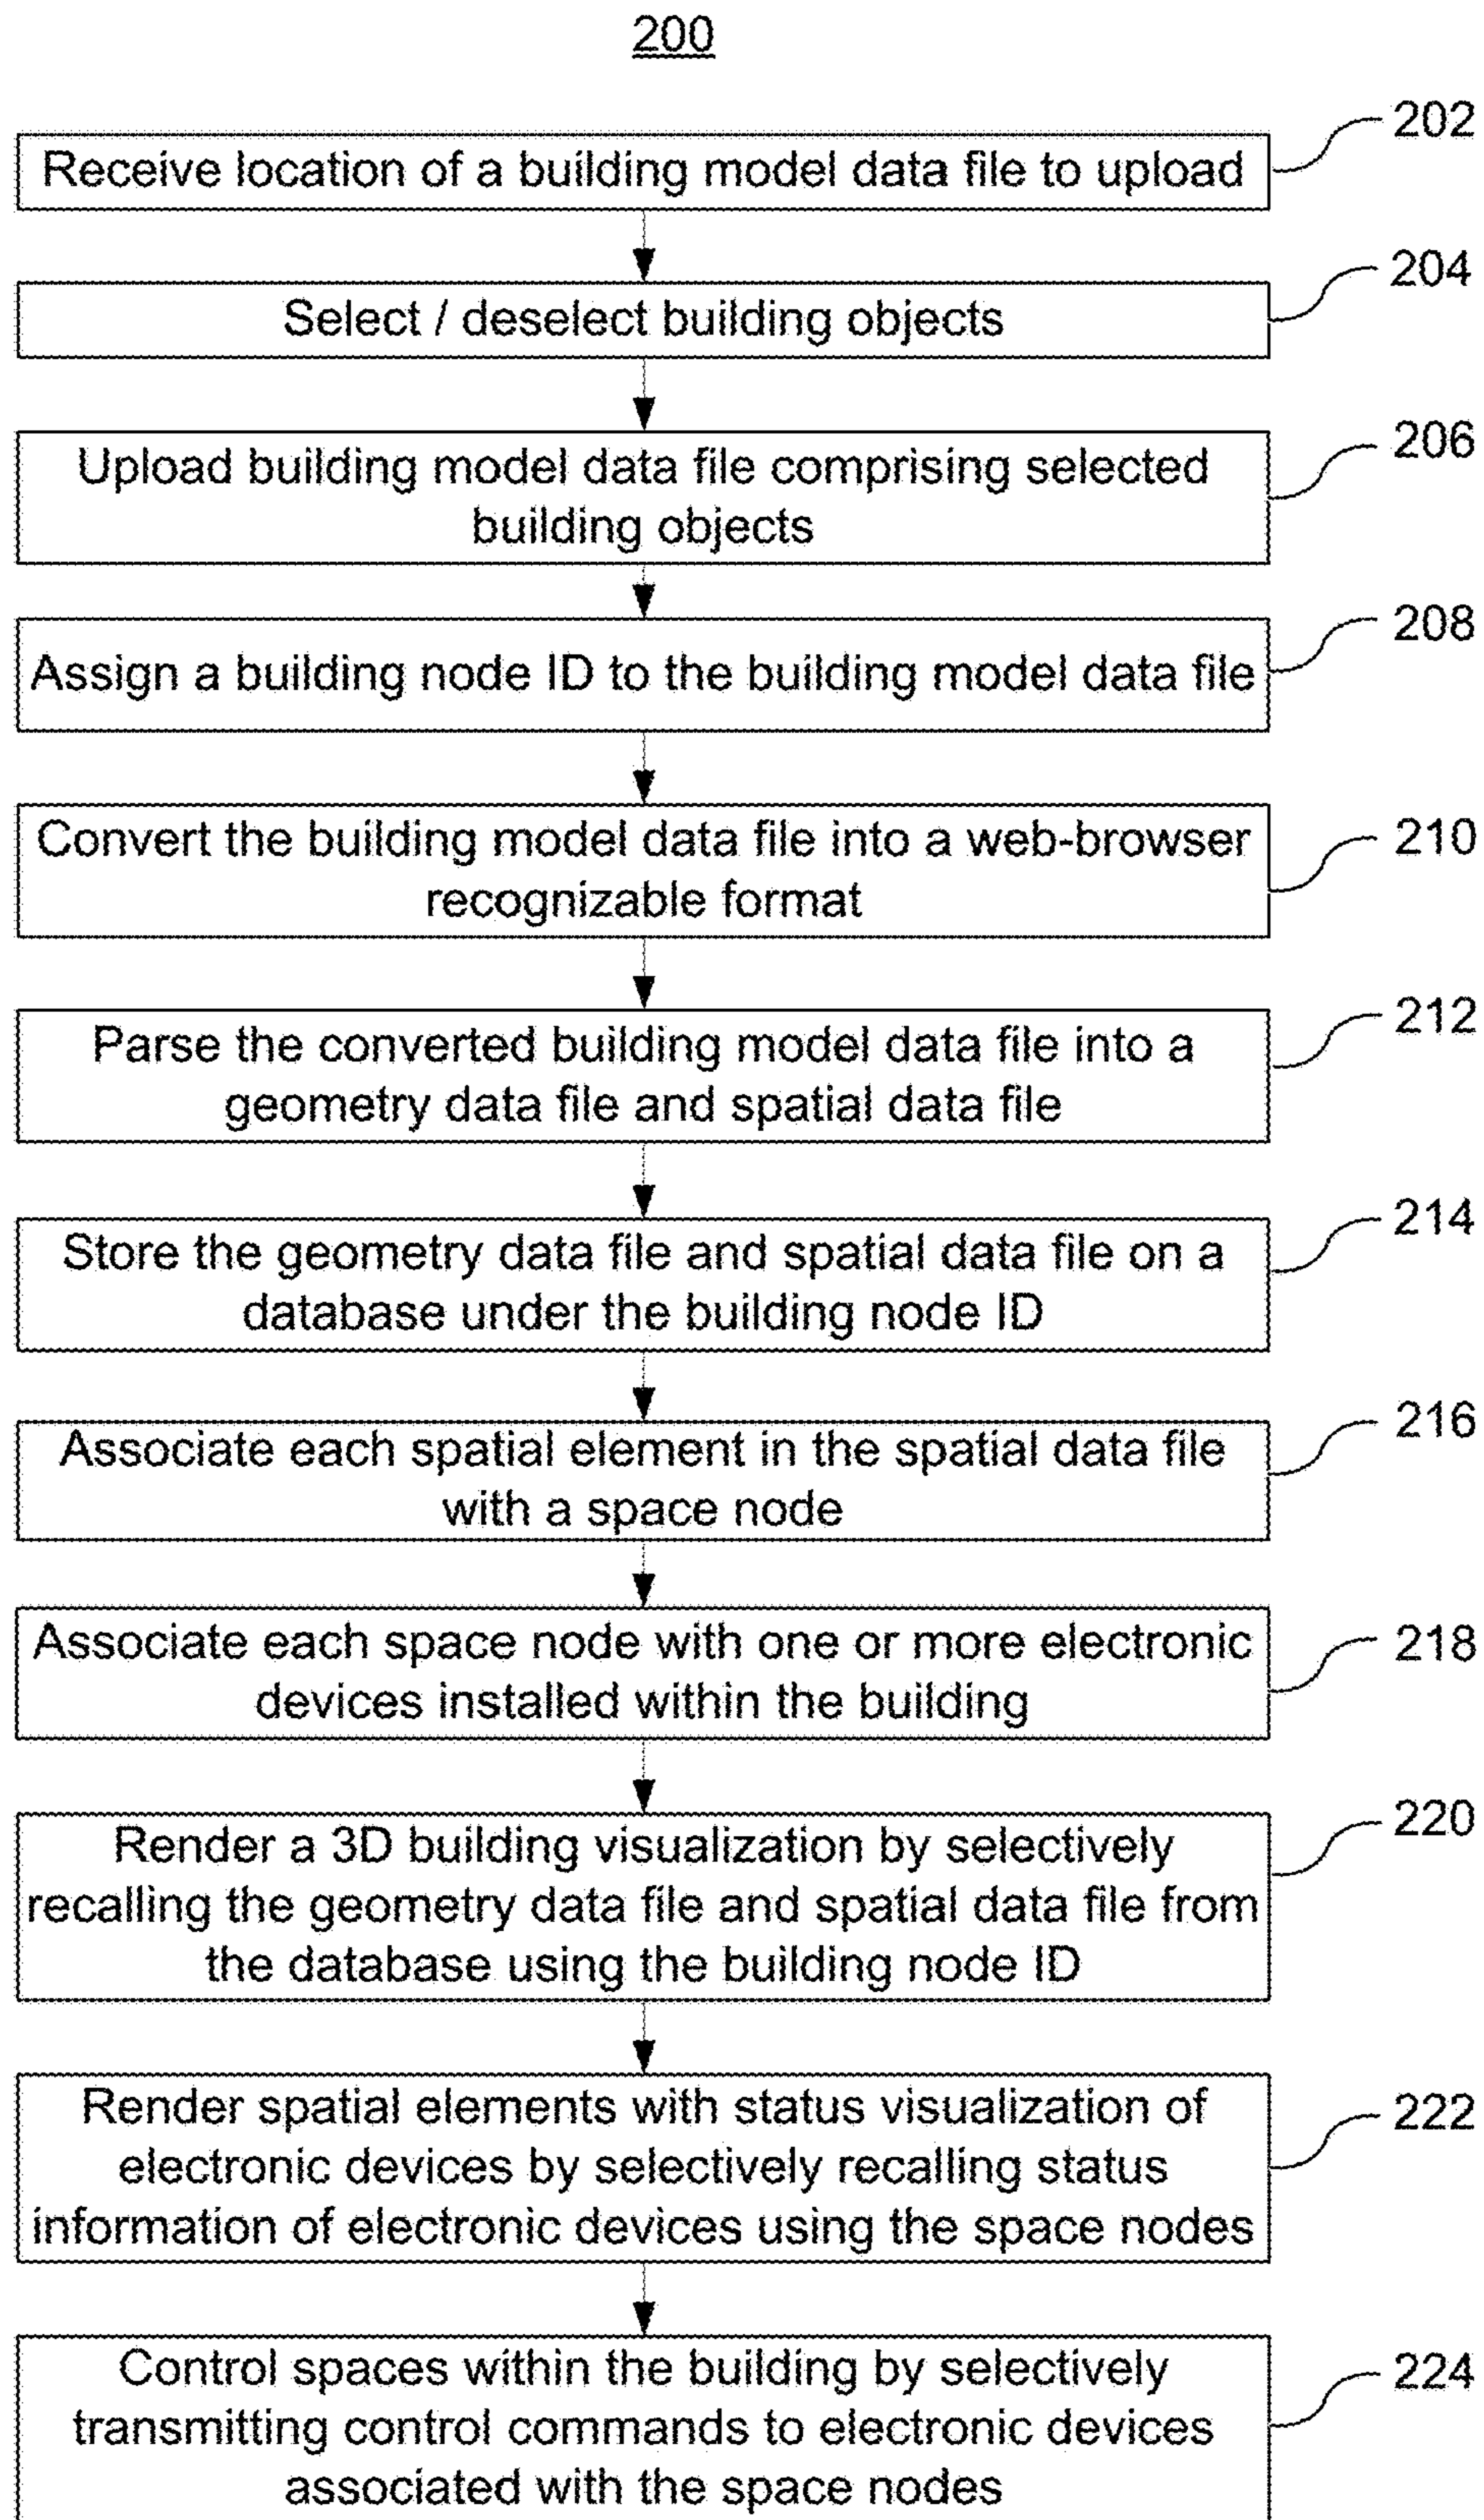 200
202
Receive location of a building model data file to upload
204
Select / deselect building objects
206
Upload building model data file comprising selected
building objects
208
Assign a building node ID to the building model data file
210
Convert the building model data file into a web-browser
recognizable format
212
Parse the converted building model data file into a
geometry data file and spatial data file
214
Store the geometry data file and spatial data file on a
database under the building node ID
216
Associate each spatial element in the spatial data file
with a space node
218
Associate each space node with one or more electronic
devices installed within the building
220
Render a 3D building visualization by selectively
recalling the geometry data file and spatial data file from
the database using the building node ID
222
Render spatial elements with status visualization of
electronic devices by selectively recalling status
information of electronic devices using the space nodes
224
Control spaces within the building by selectively
transmitting control commands to electronic devices
associated with the space nodes